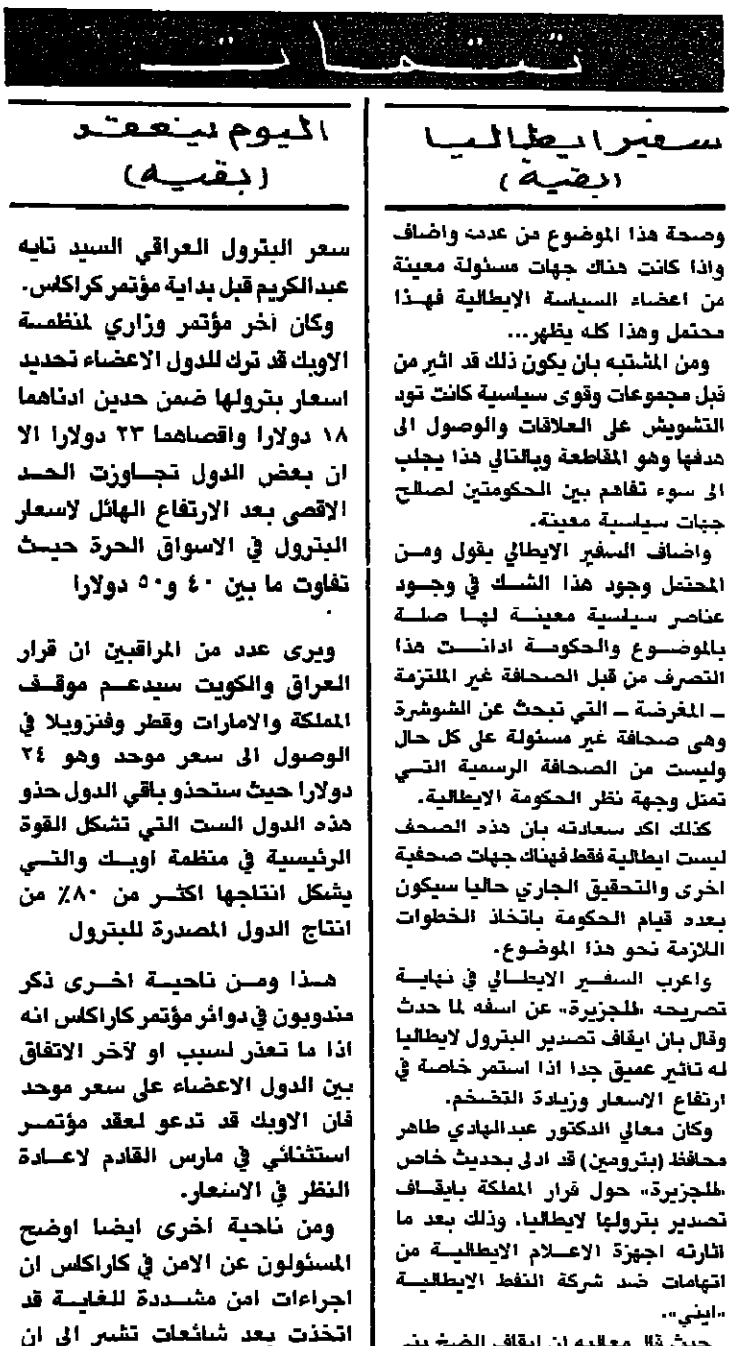 تتمات
سفير ايطاليا
(بقية)
وصحة هذا الموضوع من عدمه واضاف
واذا كانت هناك جهات مسئولة معينة
من اعضاء السياسة الإيطالية فهذا
محتمل وهذا كله يظهر...
ومن المشتبه بان يكون ذلك قد اثير من
قبل مجموعات وقوى سياسية كانت تود
التشويش على العلاقات والوصول الى
هدفها وهو المقاطعة وبالتالي هذا يجلب
الى سوء تفاهم بين الحكومتين لصالح
جهات سياسية معينة.
واضاف السفير الايطالي يقول ومن
المحتمل وجود هذا الشك في وجود
عناصر سياسية معينة لها صلة
بالموضوع والحكومة ادانت هذا
التصرف من قبل الصحافة غير الملتزمة
ـ المغرضة ـ التي تبحث عن الشوشرة
وهى صحافة غير مسئولة على كل حال
وليست من الصحافة الرسمية التي
تمثل وجهة نظر الحكومة الايطالية.
كذلك اكد سعادته بان هذه الصحف
ليست ايطالية فقط فهناك جهات صحفية
اخرى والتحقيق الجاري حاليا سيكون
بعده قيام الحكومة باتخاذ الخطوات
اللازمة نحو هذا الموضوع.
واعرب السفير الايطالي في نهاية
تصريحه «للجزيرة» عن اسفه لما حدث
وقال بان ايقاف تصدير البترول لايطاليا
له تاثير عميق جدا اذا استمر خاصة في
ارتفاع الاسعار وزيادة التضخم.
وكان معالي الدكتور عبدالهادي طاهر
محافظ (بترومين) قد ادلى بحديث خاص
«للجزيرة» حول قرار المملكة بايقاف
تصدير بترولها لايطاليا. وذلك بعد ما
اثارته اجهزة الاعلام الايطالية من
اتهامات ضد شركة النفط الايطالية
«ايني».
حيث قال معاليه ان ايقاف الضخ
اليوم ينعقد
(بقيه)
سعر البترول العراقي السيد تايه
عبدالكريم قبل بداية مؤتمر كراكاس.
وكان آخر مؤتمر وزاري لمنظمة
الاوبك قد ترك للدول الاعضاء تحديد
اسعار بترولها ضمن حدين ادناهما
١٨ دولارا واقصاهما ٢٣ دولارا الا
ان بعض الدول تجاوزت الحد
الاقصى بعد الارتفاع الهائل لاسعار
البترول في الاسواق الحرة حيث
تفاوت ما بين ٤٠ و٥٠ دولارا
ويرى عدد من المراقبين ان قرار
العراق والكويت سيدعم موقف
المملكة والامارات وقطر وفنزويلا في
الوصول الى سعر موحد وهو ٢٤
دولارا حيث ستحذو باقي الدول حذو
هذه الدول الست التي تشكل القوة
الرئيسية في منظمة اوبك والتي
يشكل انتاجها اكثر من ٨٠٪ من
انتاج الدول المصدرة للبترول
هذا ومن ناحية اخرى ذكر
مندوبون في دوائر مؤتمر كاراكاس انه
اذا ما تعذر لسبب او لآخر الاتفاق
بين الدول الاعضاء على سعر موحد
فان الاوبك قد تدعو لعقد مؤتمر
استثنائي في مارس القادم لاعادة
النظر في الاسعار.
ومن ناحية اخرى ايضا اوضح
المسئولون عن الامن في كاراكاس ان
اجراءات امن مشددة للغاية قد
اتخذت بعد شائعات تشير الى ان